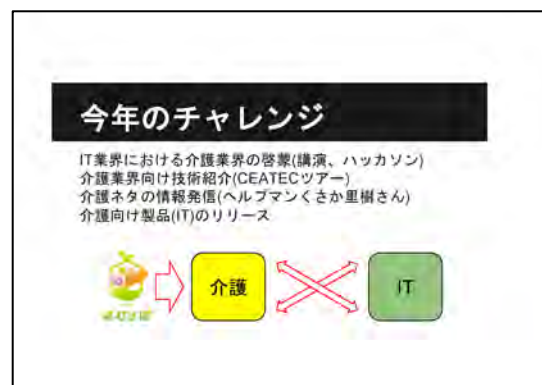 今年のチャレンジ
IT業界における介護業界の啓蒙(講演、ハッカソン)
介護業界向け技術紹介(CEATECツアー)
介護ネタの情報発信(ヘルプマンくさか里樹さん)
介護向け製品(IT)のリリース
介護
IT